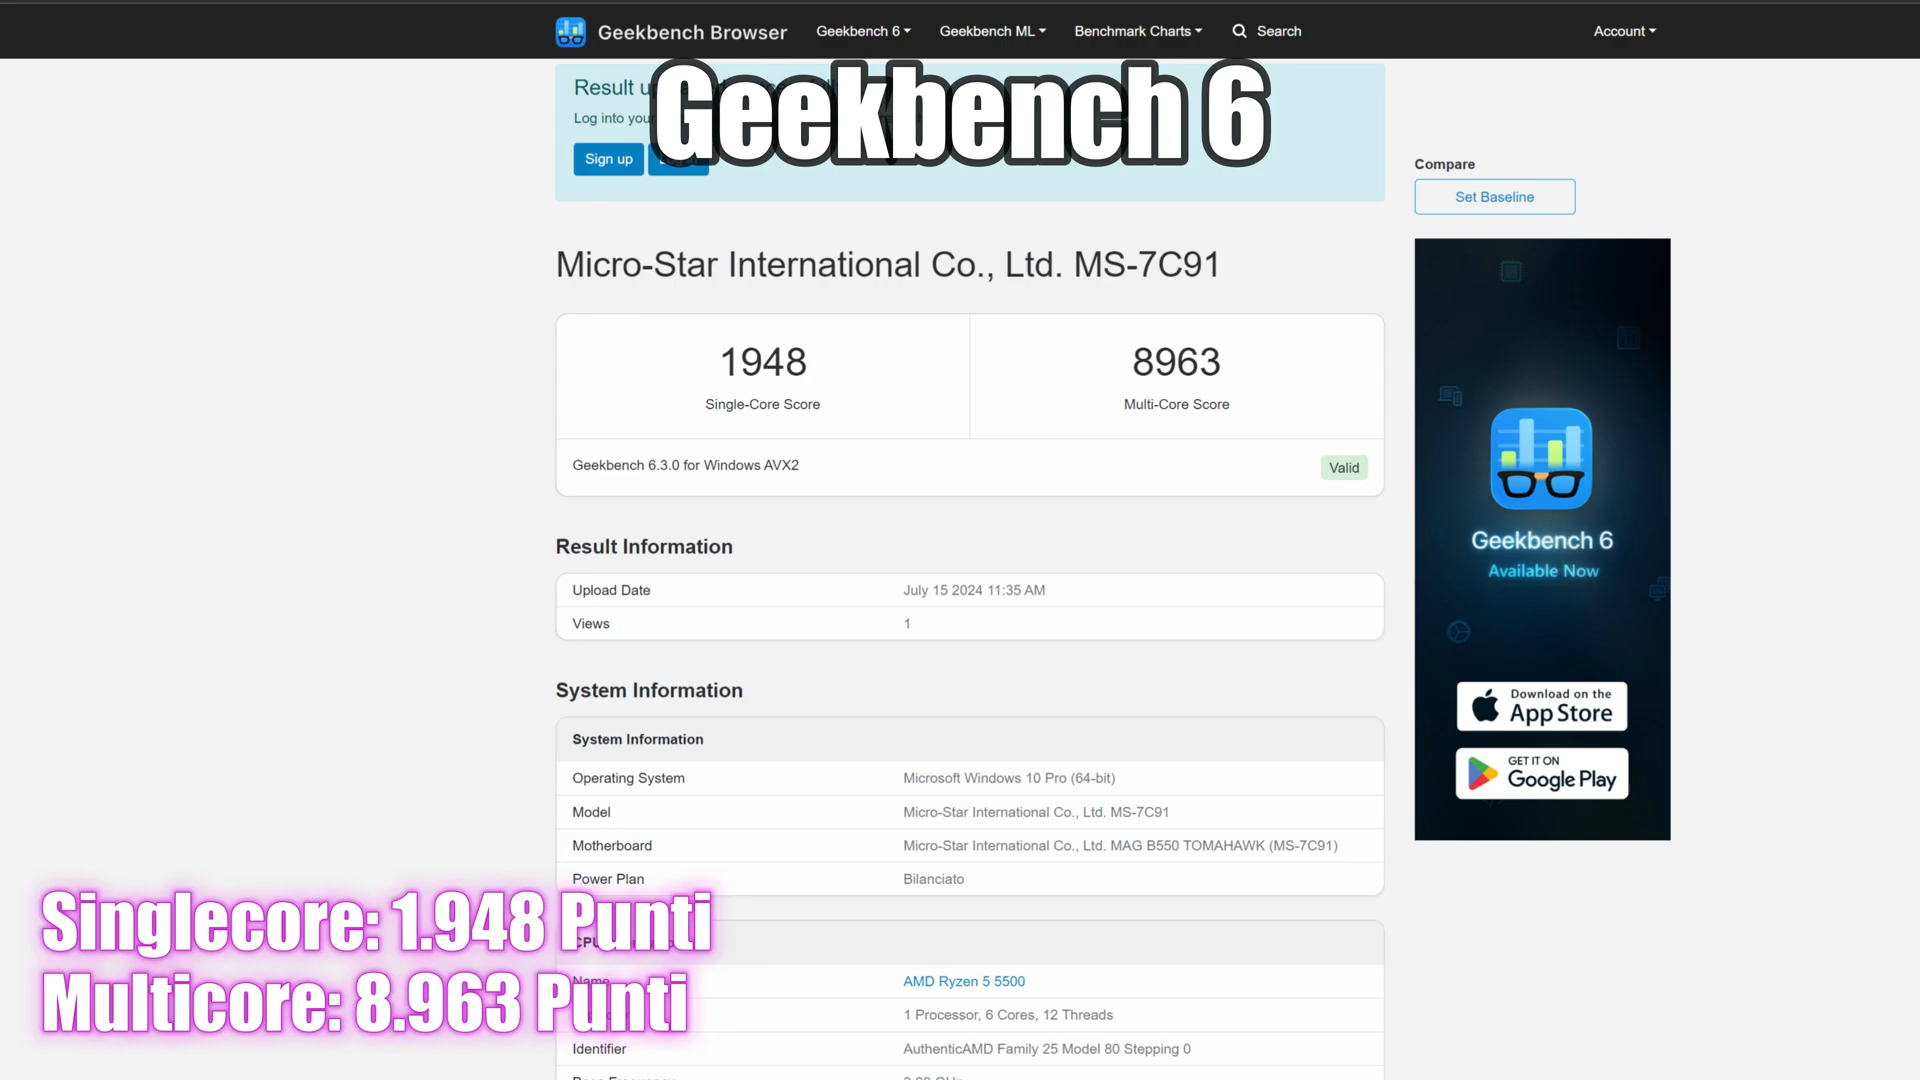 Geekbench Browser
Geekbench 6
Geekbench ML
Benchmark Charts
Search
Account
Geekbench 6
Result
Log into your
Sign up
Compare
Set Baseline
Micro-Star International Co., Ltd. MS-7C91
1948
Single-Core Score
8963
Multi-Core Score
Geekbench 6.3.0 for Windows AVX2
Valid
Result Information
Upload Date July 15 2024 11:35 AM
Views 1
System Information
System Information
Operating System Microsoft Windows 10 Pro (64-bit)
Model Micro-Star International Co., Ltd. MS-7C91
Motherboard Micro-Star International Co., Ltd. MAG B550 TOMAHAWK (MS-7C91)
Power Plan Bilanciato
CPU
Name AMD Ryzen 5 5500
1 Processor, 6 Cores, 12 Threads
Identifier AuthenticAMD Family 25 Model 80 Stepping 0
Geekbench 6
Available Now
Download on the
App Store
GET IT ON
Google Play
Singlecore: 1.948 Punti
Multicore: 8.963 Punti